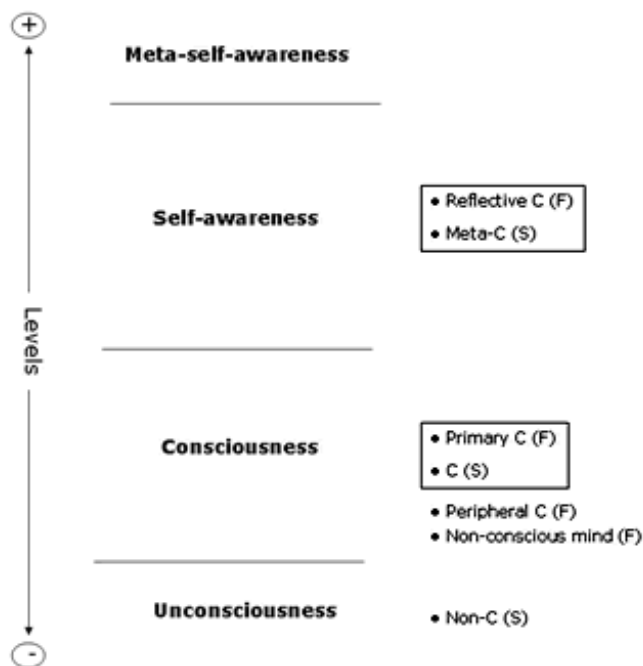 +
Meta-self-awareness
Self-awareness
• Reflective C (F)
• Meta-C (S)
Levels
Consciousness
• Primary C (F)
• C (S)
• Peripheral C (F)
• Non-conscious mind (F)
Unconsciousness
• Non-C (S)
-